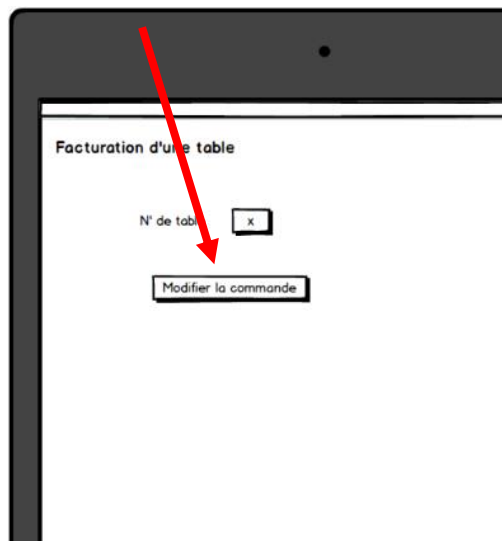 Facturation d'une table
N° de table
x
Modifier la commande